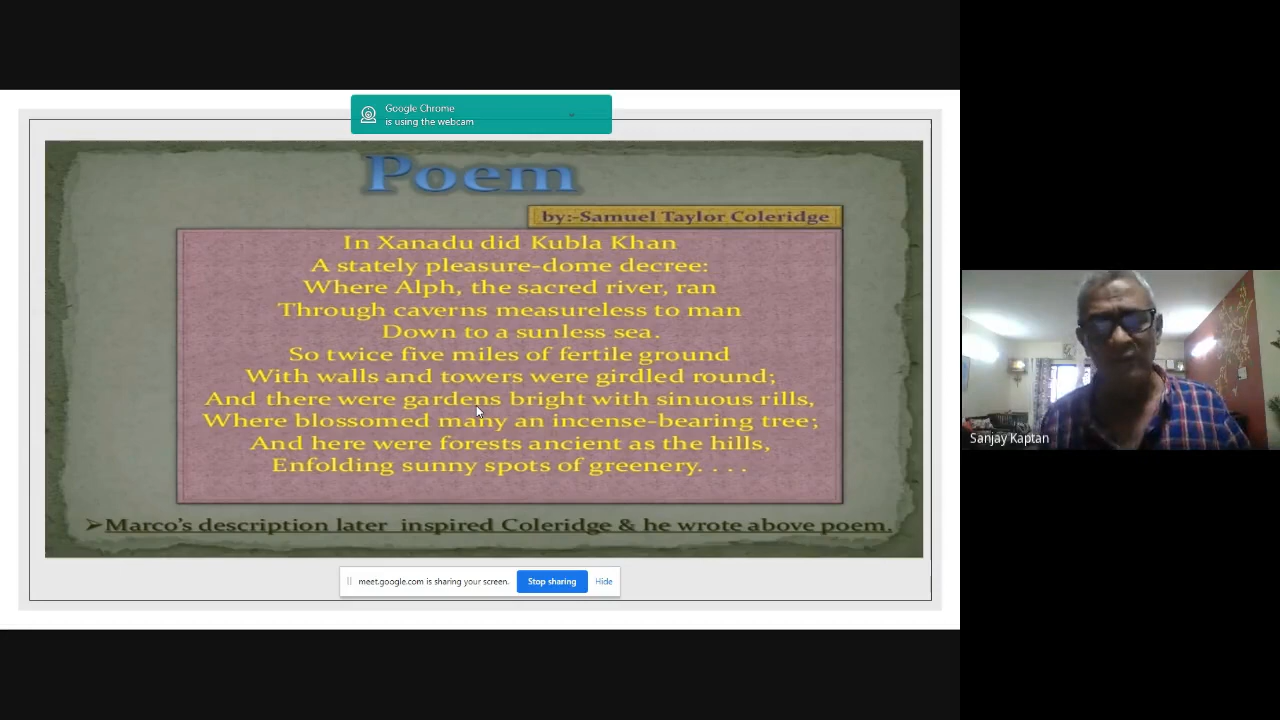 Google Chrome
is using the webcam
Poem
by:-Samuel Taylor Coleridge
In Xanadu did Kubla Khan
A stately pleasure-dome decree:
Where Alph, the sacred river, ran
Through caverns measureless to man
Down to a sunless sea.
So twice five miles of fertile ground
With walls and towers were girdled round;
And there were gardens bright with sinuous rills,
Where blossomed many an incense-bearing tree;
And here were forests ancient as the hills,
Enfolding sunny spots of greenery. . . .
➢Marco's description later inspired Coleridge & he wrote above poem.
meet.google.com is sharing your screen. Stop sharing Hide
Sanjay Kaptan